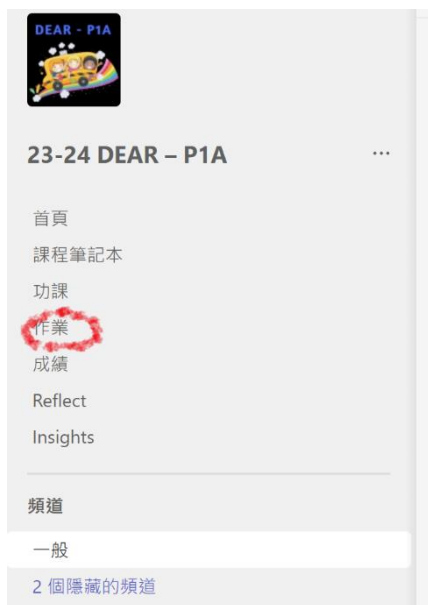 DEAR - P1A
23-24 DEAR – P1A
...
首頁
課程筆記本
功課
作業
成績
Reflect
Insights
頻道
一般
2 個隱藏的頻道